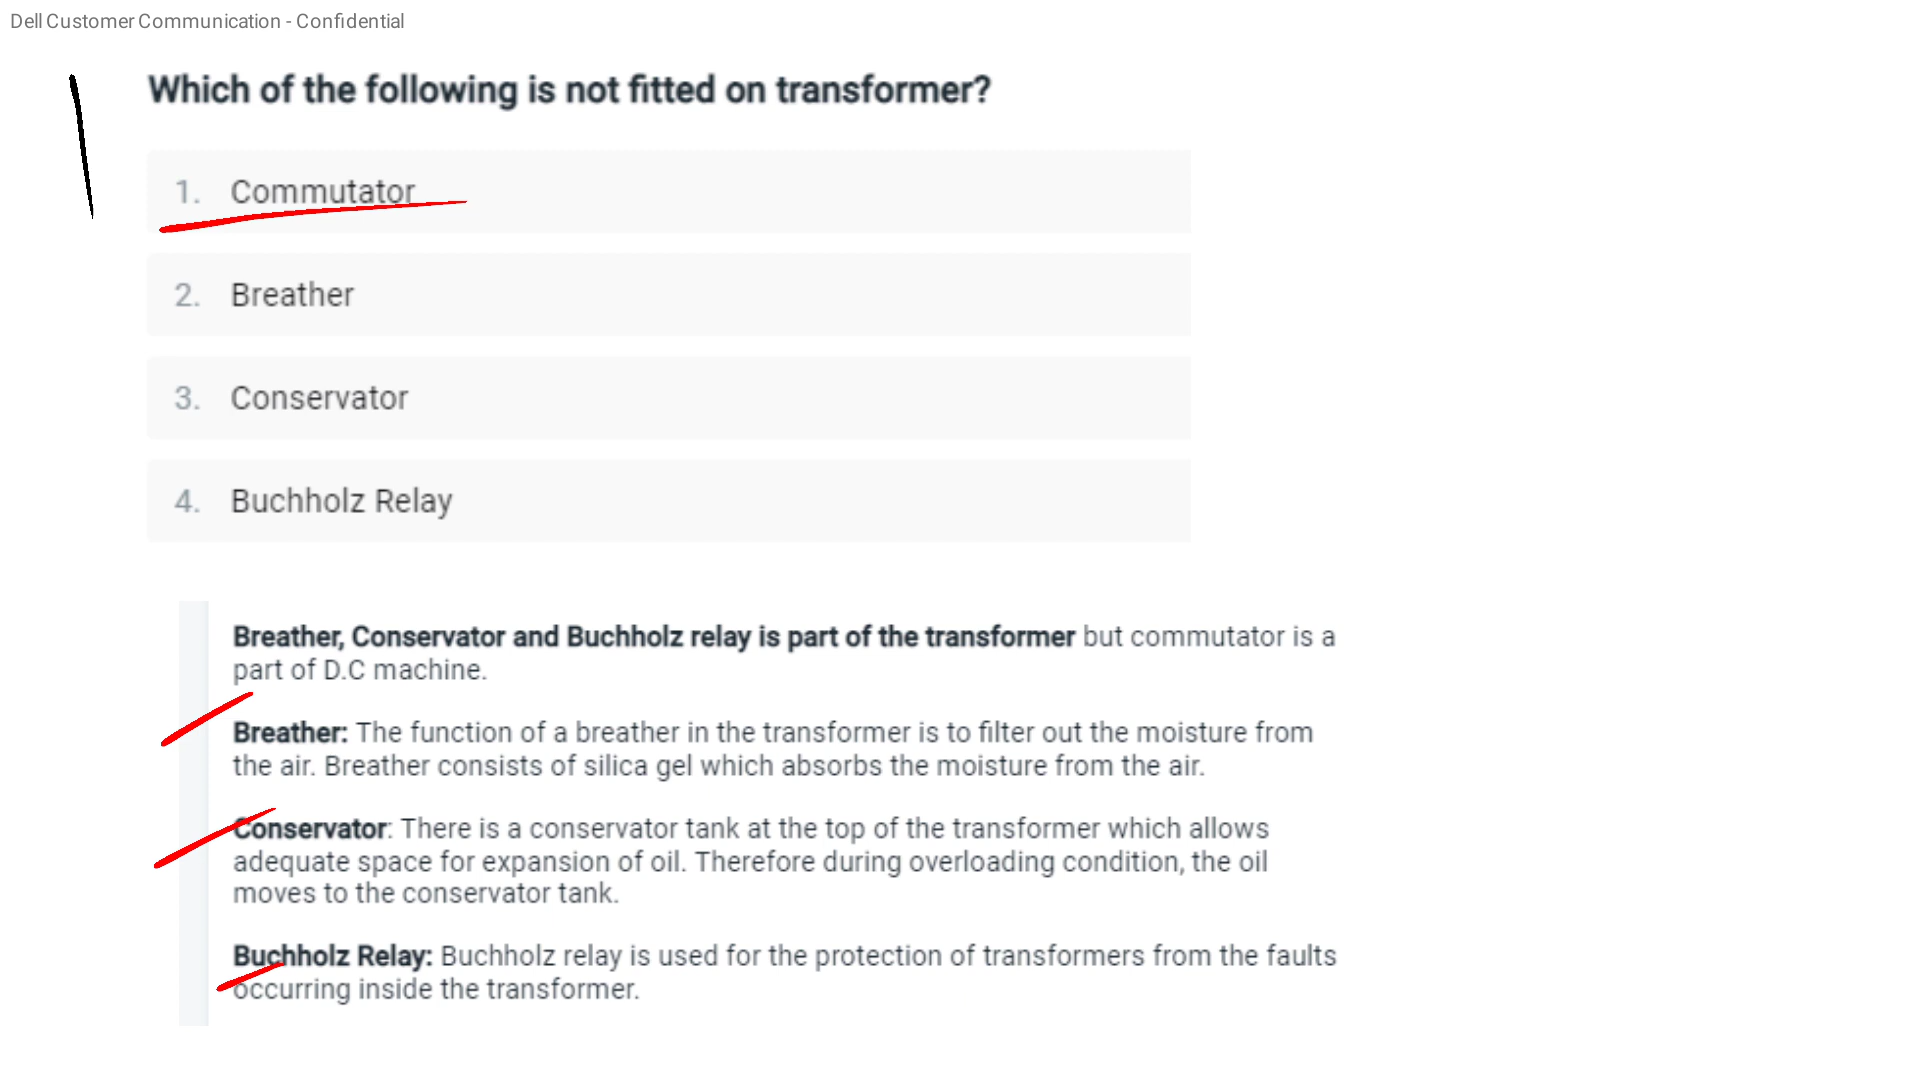 Dell Customer Communication - Confidential
Which of the following is not fitted on transformer?
1. Commutator
2. Breather
3. Conservator
4. Buchholz Relay
Breather, Conservator and Buchholz relay is part of the transformer but commutator is a
part of D.C machine.
Breather: The function of a breather in the transformer is to filter out the moisture from
the air. Breather consists of silica gel which absorbs the moisture from the air.
Conservator: There is a conservator tank at the top of the transformer which allows
adequate space for expansion of oil. Therefore during overloading condition, the oil
moves to the conservator tank.
Buchholz Relay: Buchholz relay is used for the protection of transformers from the faults
occurring inside the transformer.